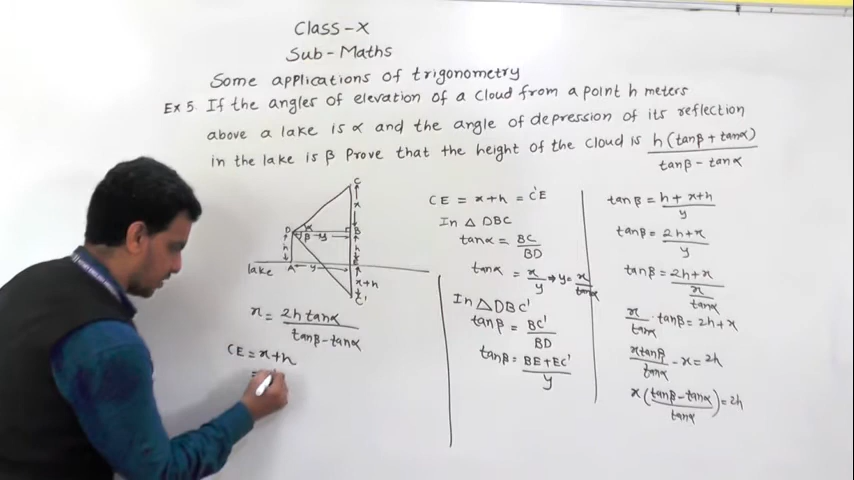 Class-X
Sub-Maths
Some applications of trigonometry
Ex 5. If the angles of elevation of a cloud from a point h meters
above a lake is α and the angle of depression of its reflection
in the lake is β Prove that the height of the cloud is h(tanβ+tanα)/tanβ-tanα
C
x
D α B
β y
h h
lake A y E
x+h
C'
x = 2h tanα/tanβ-tanα
CE = x+h
=
CE = x+h = C'E
In △ DBC
tanα = BC/BD
tanα = x/y ⇒ y = x/tanα
In △DBC'
tanβ = BC'/BD
tanβ = BE+EC'/y
tanβ = h+x+h/y
tanβ = 2h+x/y
tanβ = 2h+x/x/tanα
x/tanα · tanβ = 2h+x
xtanβ/tanα - x = 2h
x(tanβ-tanα/tanα) = 2h